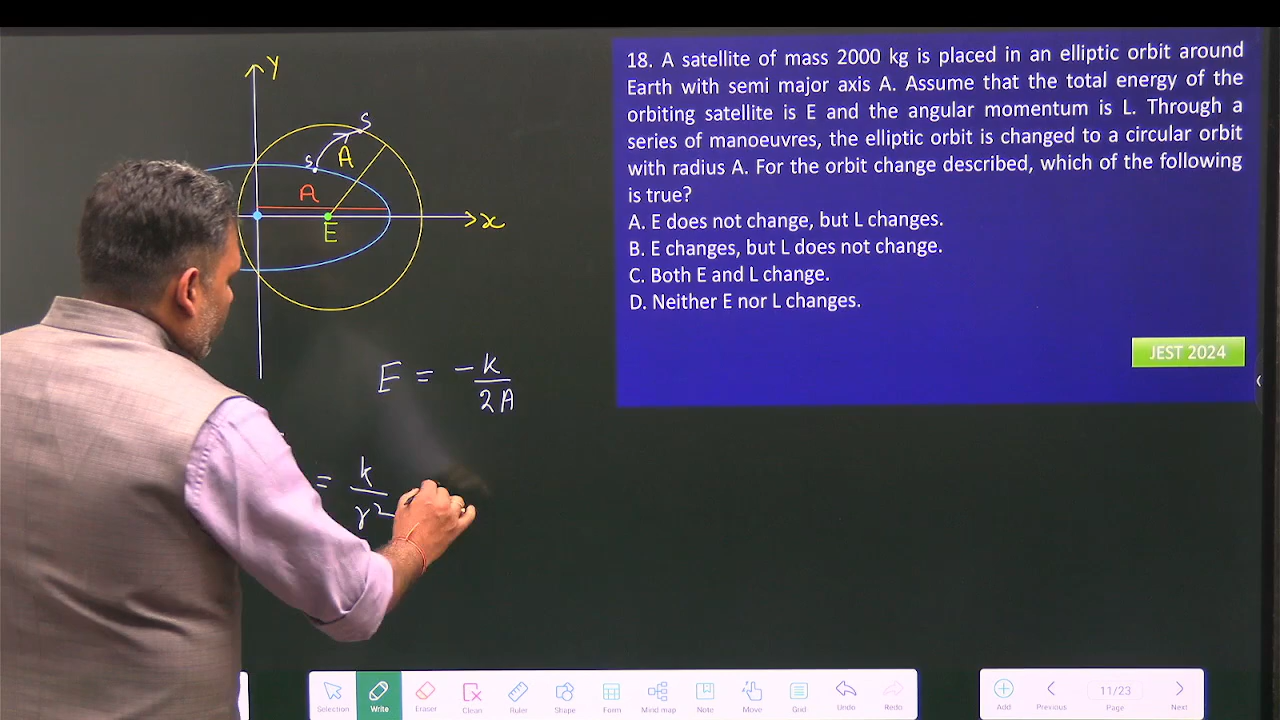 Y
S
S
A
A
E
x
E = -k/2A
= k/r²
18. A satellite of mass 2000 kg is placed in an elliptic orbit around
Earth with semi major axis A. Assume that the total energy of the
orbiting satellite is E and the angular momentum is L. Through a
series of manoeuvres, the elliptic orbit is changed to a circular orbit
with radius A. For the orbit change described, which of the following
is true?
A. E does not change, but L changes.
B. E changes, but L does not change.
C. Both E and L change.
D. Neither E nor L changes.
JEST 2024
Selection Write Eraser Clean Ruler Shape Form Mind map Note Move Grid Undo Redo
11/23
Add Previous Page Next